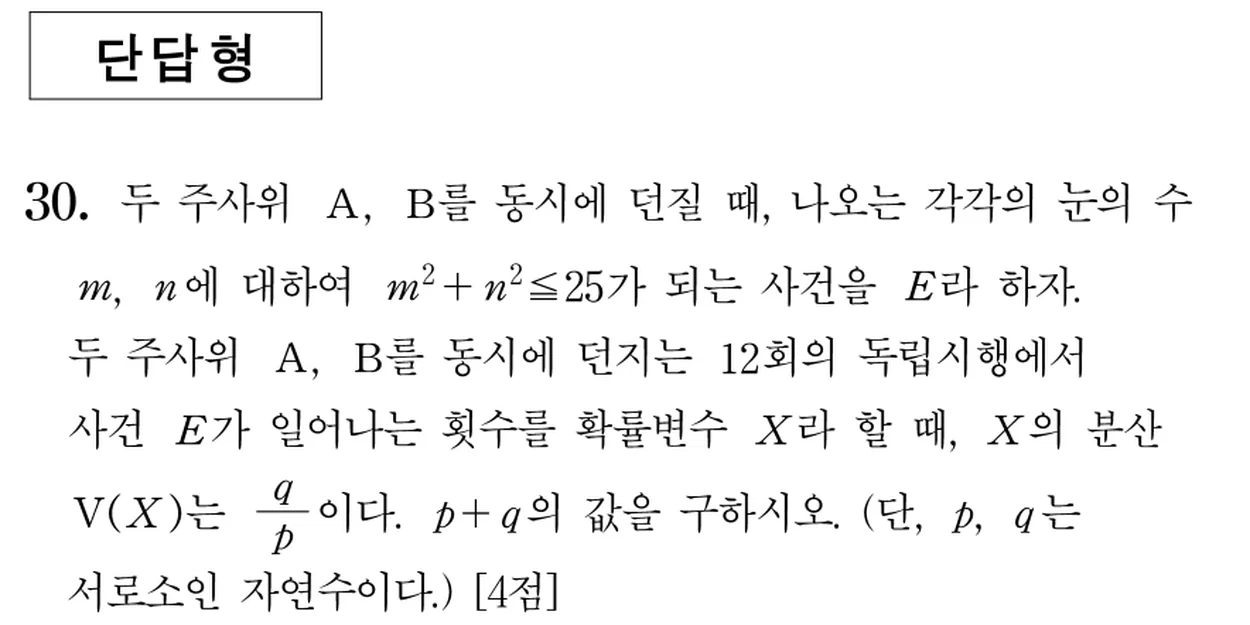 단답형
30. 두 주사위 A, B를 동시에 던질 때, 나오는 각각의 눈의 수
m, n에 대하여 m²+n²≦25가 되는 사건을 E라 하자.
두 주사위 A, B를 동시에 던지는 12회의 독립시행에서
사건 E가 일어나는 횟수를 확률변수 X라 할 때, X의 분산
V(X)는 q/p이다. p+q의 값을 구하시오. (단, p, q는
서로소인 자연수이다.) [4점]